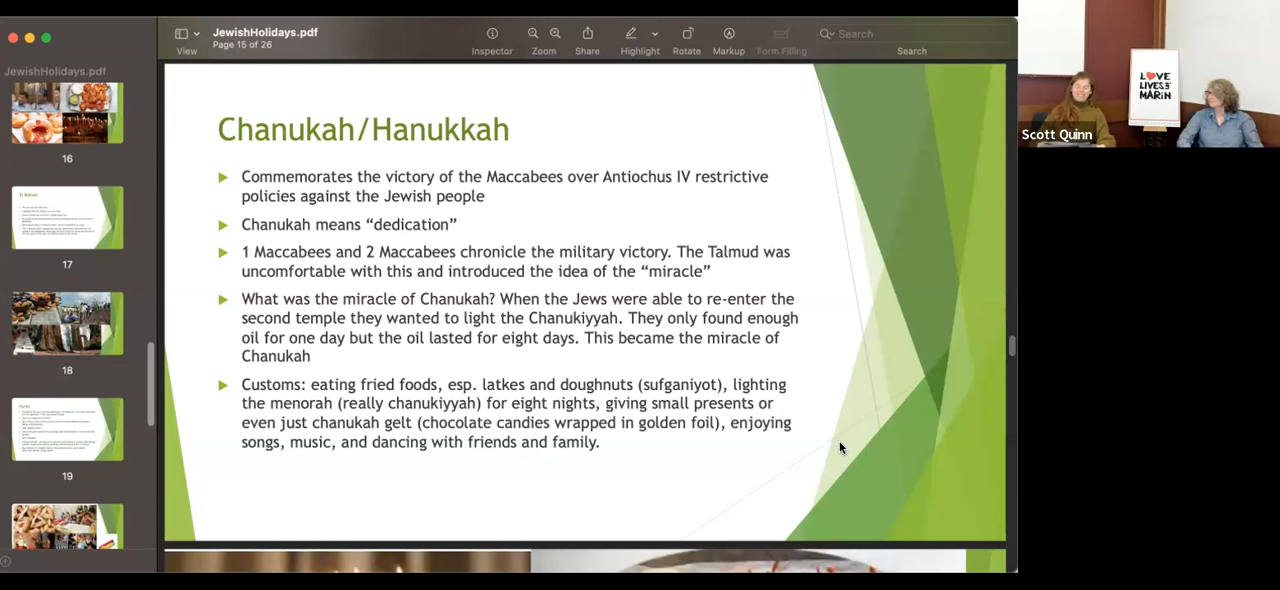 JewishHolidays.pdf
Page 15 of 26
View
Inspector
Zoom
Share
Highlight
Rotate
Markup
Form Filling
Search
Search
JewishHolidays.pdf
16
17
18
19
Chanukah/Hanukkah
Commemorates the victory of the Maccabees over Antiochus IV restrictive
policies against the Jewish people
Chanukah means “dedication”
1 Maccabees and 2 Maccabees chronicle the military victory. The Talmud was
uncomfortable with this and introduced the idea of the “miracle”
What was the miracle of Chanukah? When the Jews were able to re-enter the
second temple they wanted to light the Chanukiyyah. They only found enough
oil for one day but the oil lasted for eight days. This became the miracle of
Chanukah
Customs: eating fried foods, esp. latkes and doughnuts (sufganiyot), lighting
the menorah (really chanukiyah) for eight nights, giving small presents or
even just chanukah gelt (chocolate candies wrapped in golden foil), enjoying
songs, music, and dancing with friends and family.
LOVE
LIVES IN
MARIN
Scott Quinn